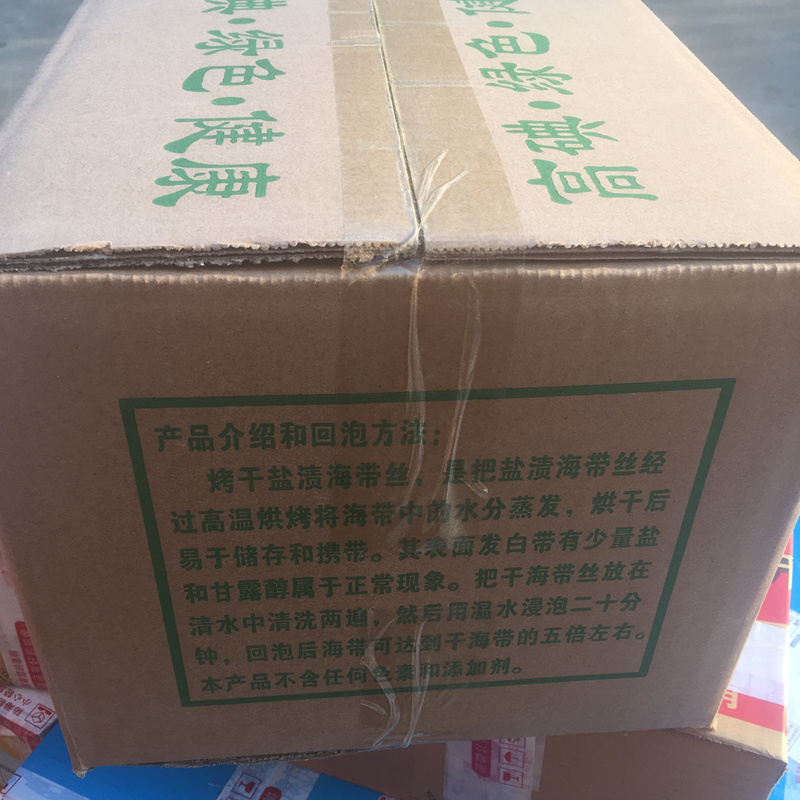 高碘·绿色·健
碘·绿色·健康
产品介绍和回泡方法：
烤干盐渍海带丝，是把盐渍海带丝经
过高温烘烤将海带中的水分蒸发，烘干后
易于储存和携带。其表面发白带有少量盐
和甘露醇属于正常现象。把干海带丝放在
清水中清洗两遍，然后用温水浸泡二十分
钟，回泡后海带可达到干海带的五倍左右。
本产品不含任何色素和添加剂。